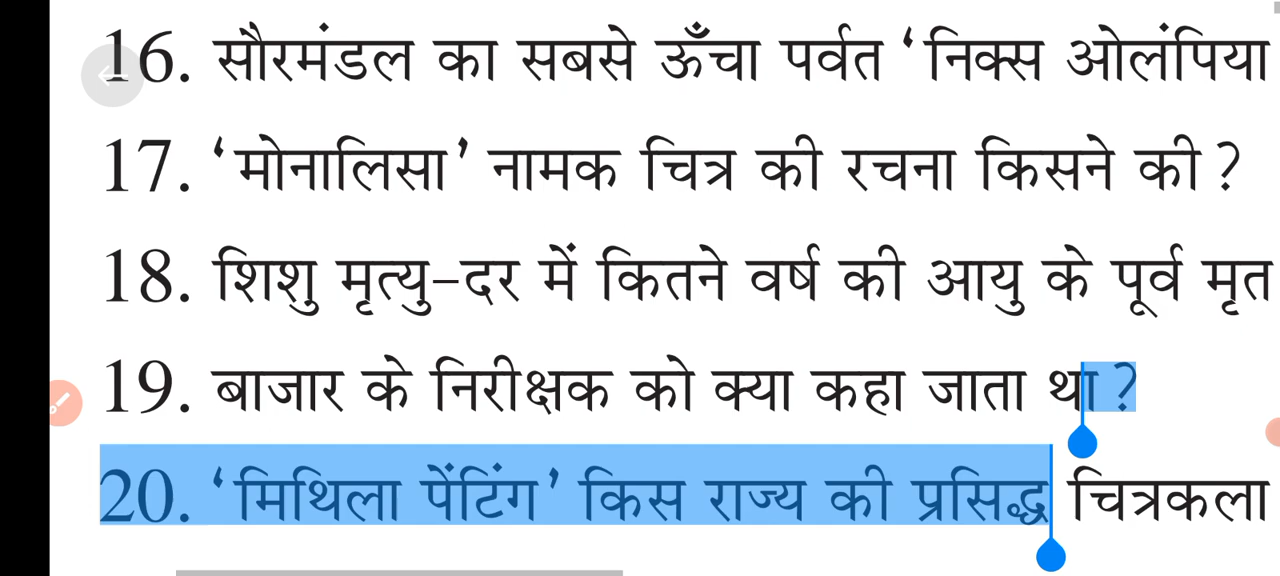 16. सौरमंडल का सबसे ऊँचा पर्वत ‘निक्स ओलंपिया
17. ‘मोनालिसा’ नामक चित्र की रचना किसने की?
18. शिशु मृत्यु-दर में कितने वर्ष की आयु के पूर्व मृत
19. बाजार के निरीक्षक को क्या कहा जाता था?
20. ‘मिथिला पेंटिंग’ किस राज्य की प्रसिद्ध चित्रकला